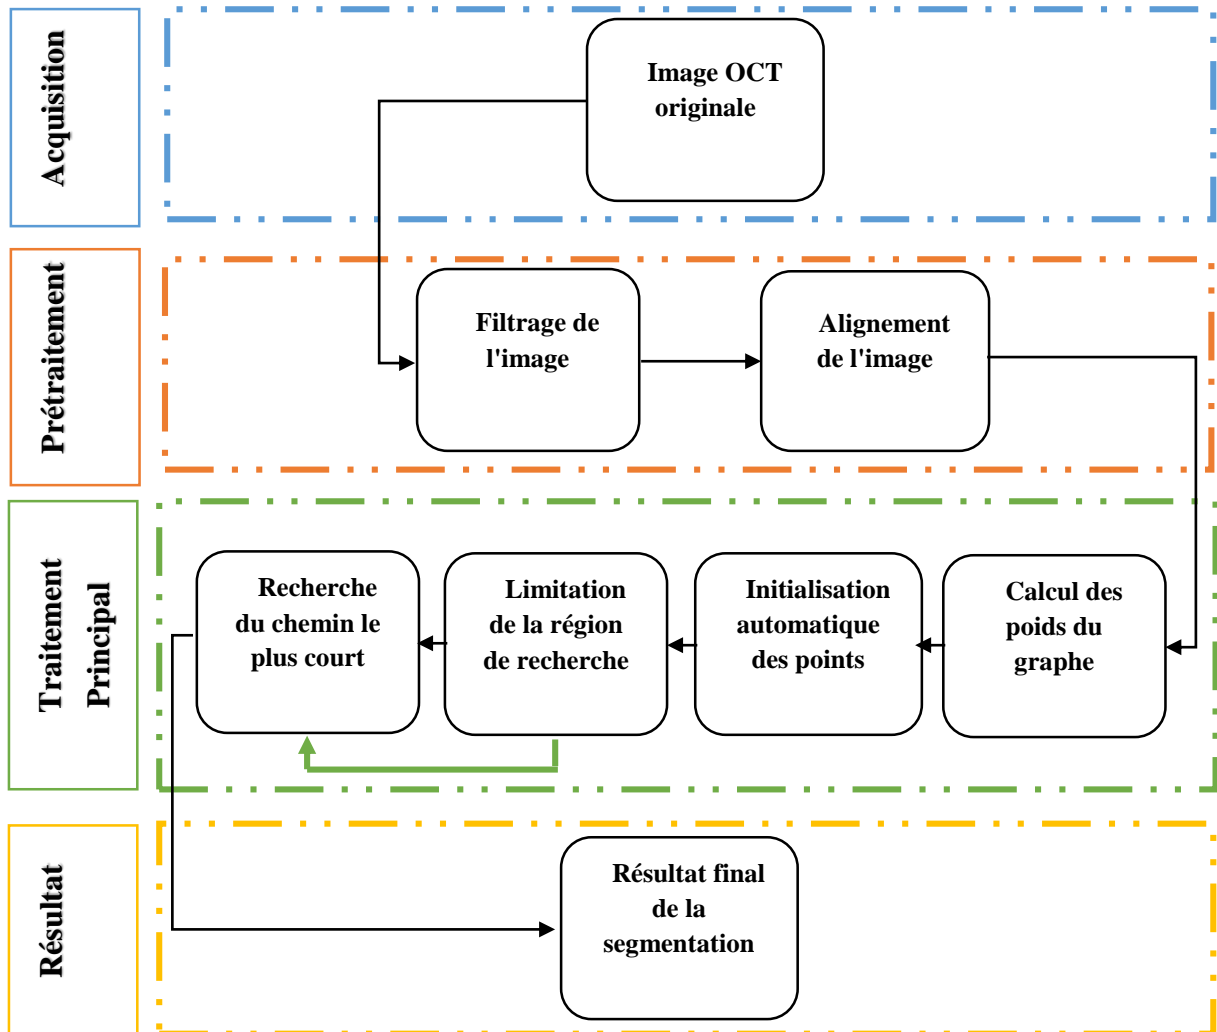 Acquisition
Image OCT
originale
Prétraitement
Filtrage de
l'image
Alignement
de l'image
Traitement
Principal
Recherche
du chemin le
plus court
Limitation
de la région
de recherche
Initialisation
automatique
des points
Calcul des
poids du
graphe
Résultat
Résultat final
de la
segmentation